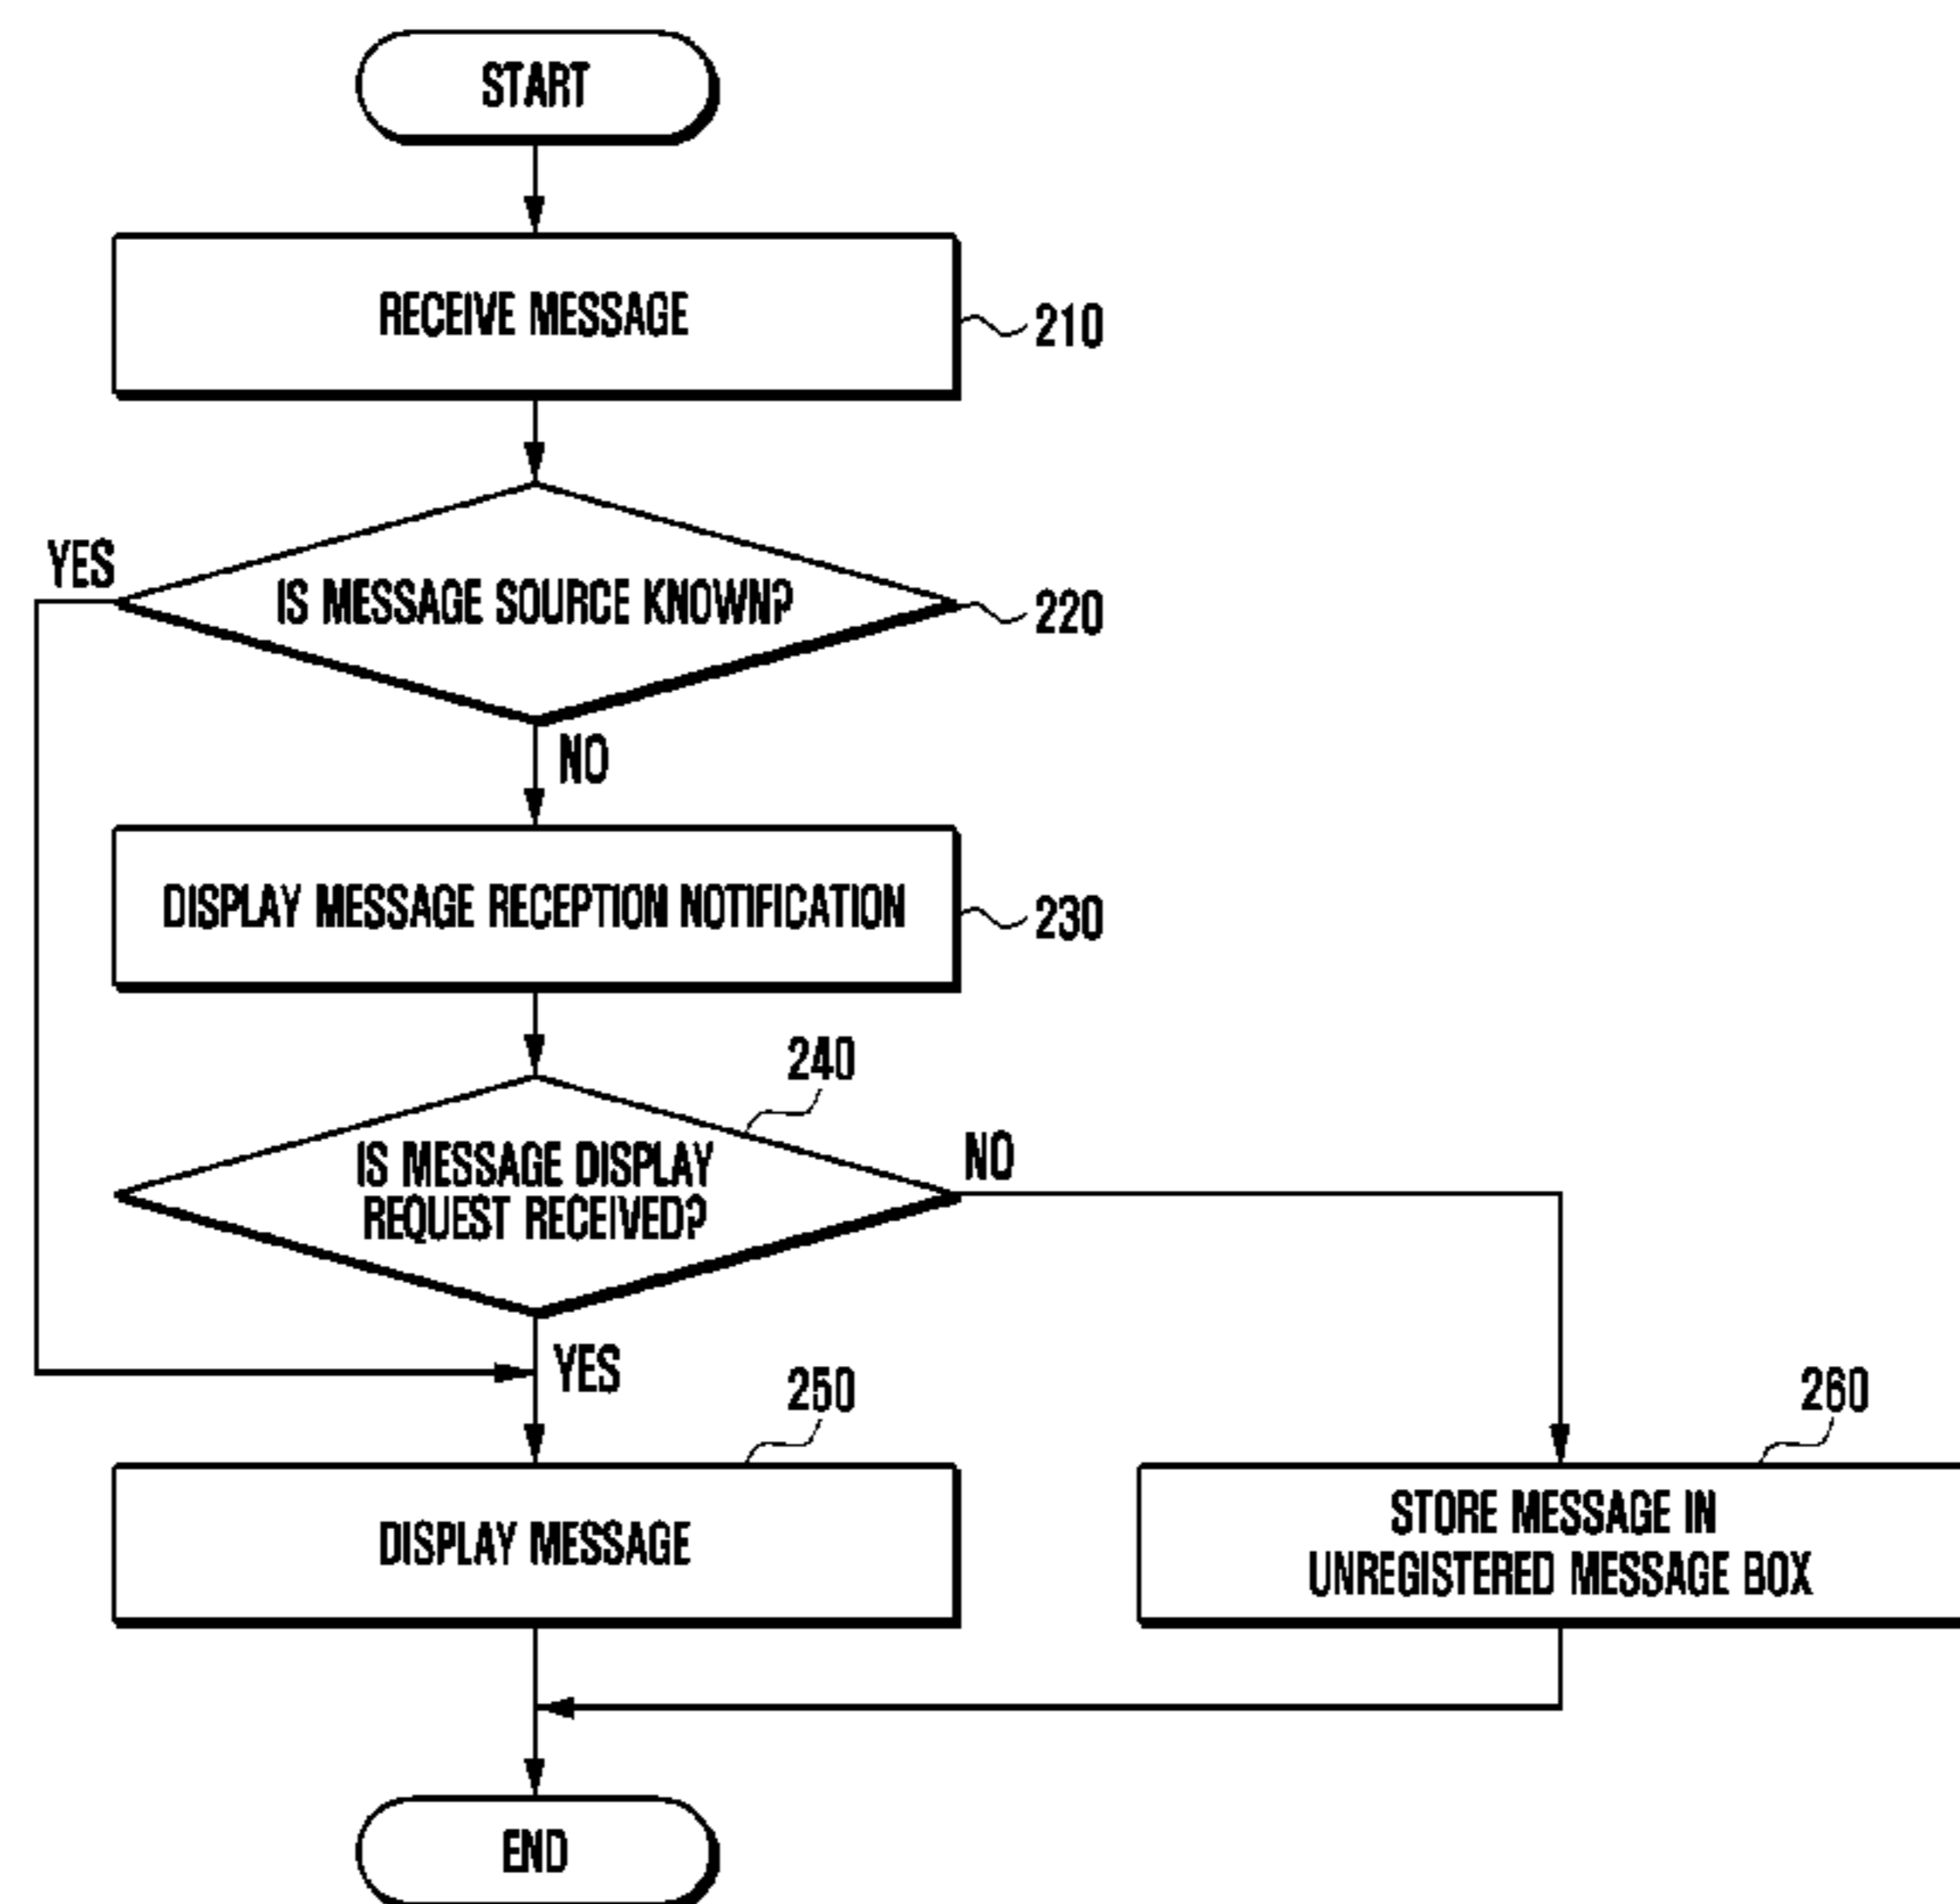 START
RECEIVE MESSAGE
210
YES
IS MESSAGE SOURCE KNOWN?
220
NO
DISPLAY MESSAGE RECEPTION NOTIFICATION
230
240
IS MESSAGE DISPLAY
REQUEST RECEIVED?
NO
YES
250
260
DISPLAY MESSAGE
STORE MESSAGE IN
UNREGISTERED MESSAGE BOX
END